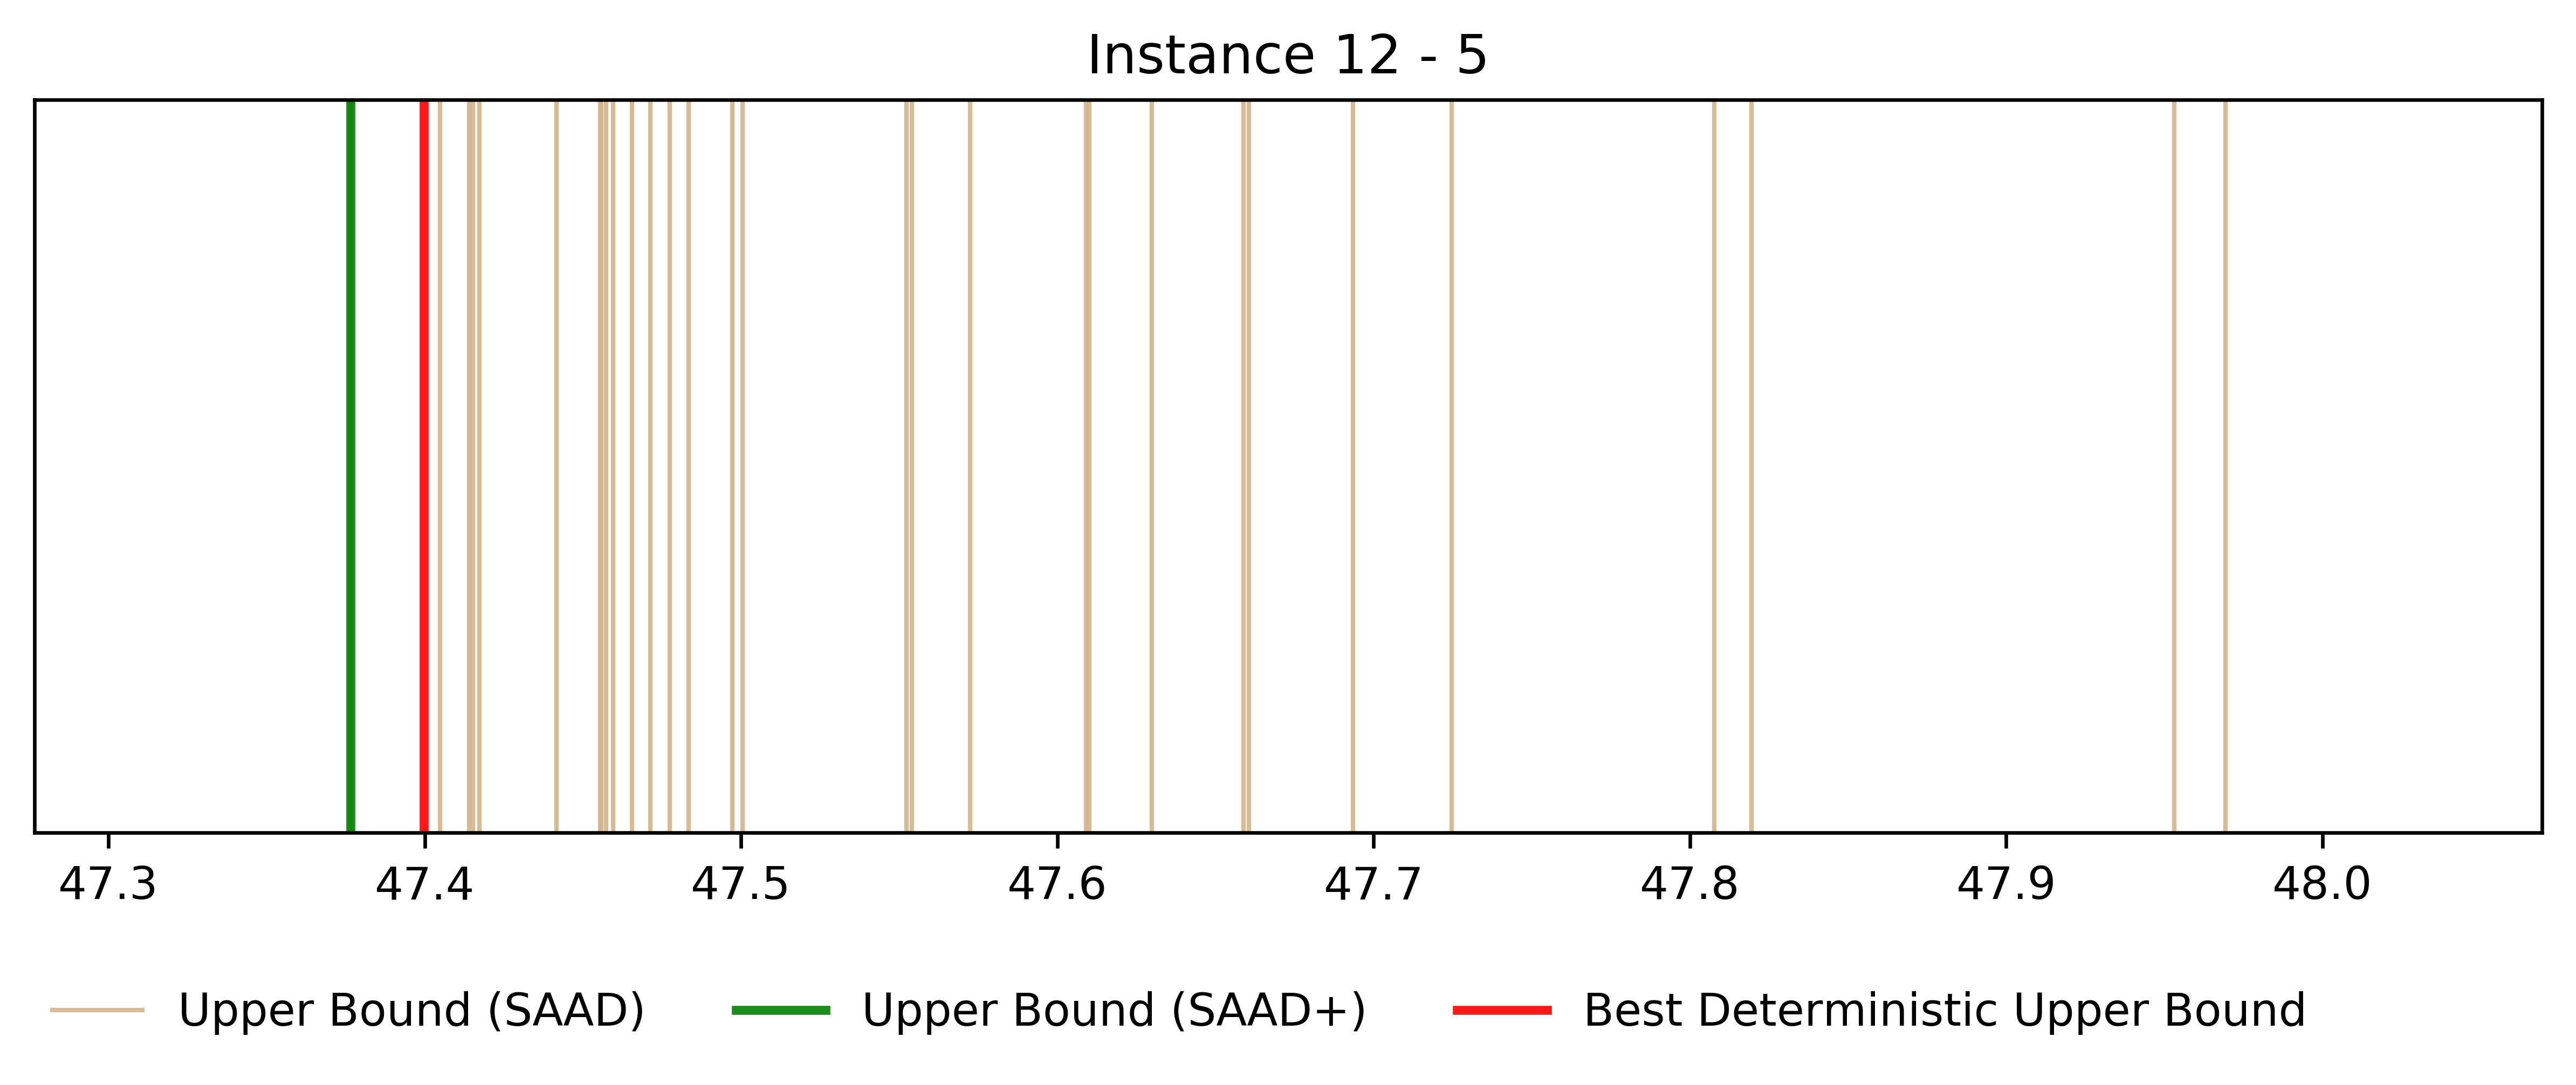 Instance 12 - 5
47.3 47.4 47.5 47.6 47.7 47.8 47.9 48.0
Upper Bound (SAAD) Upper Bound (SAAD+) Best Deterministic Upper Bound